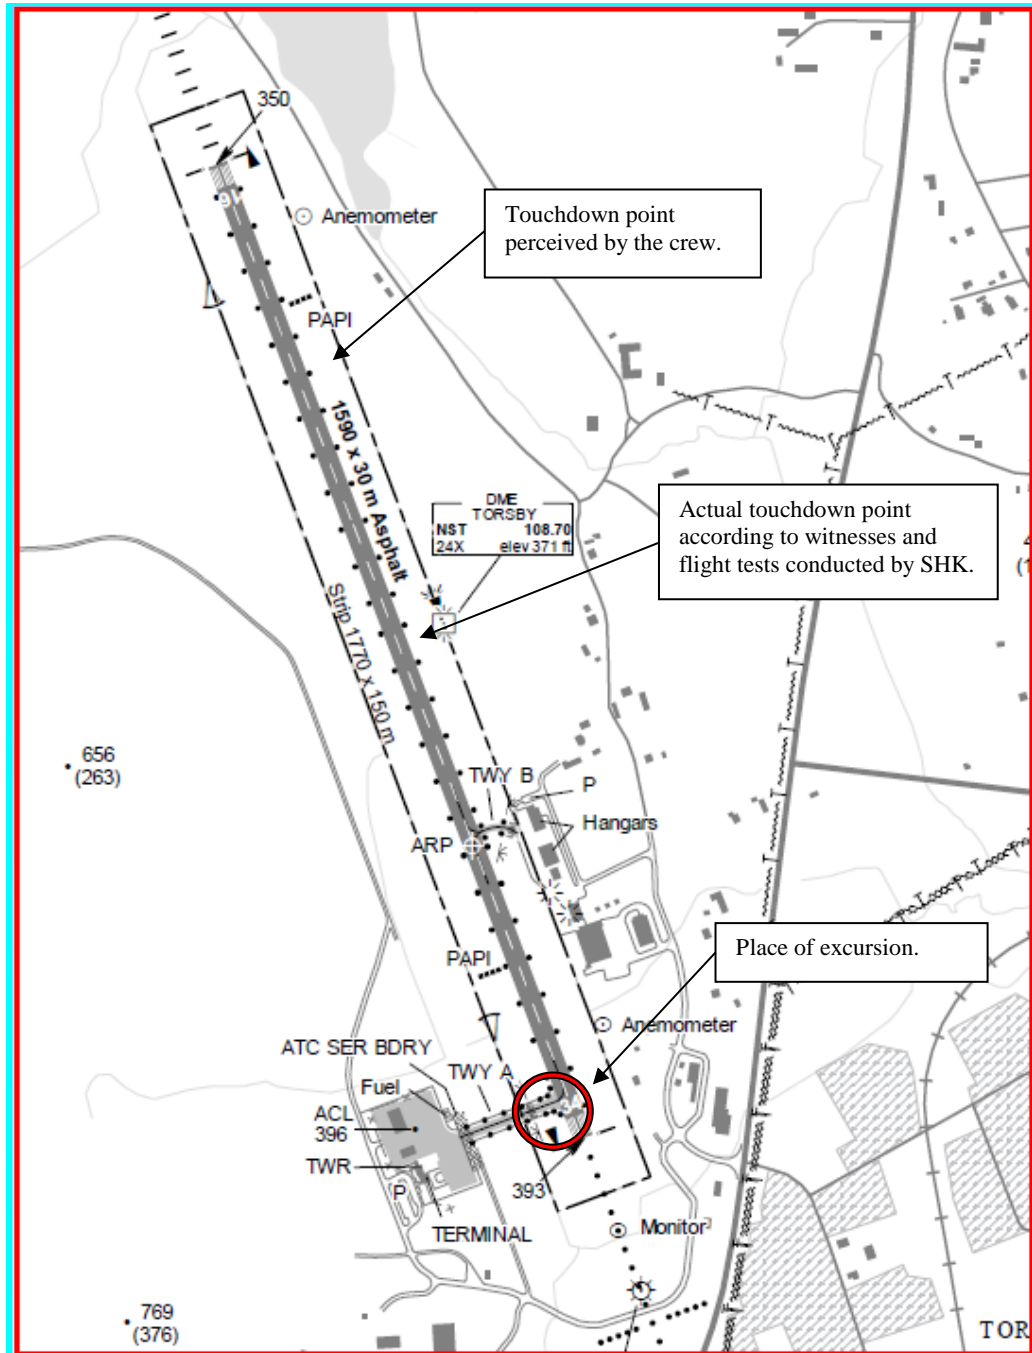 350
16
Anemometer
Touchdown point
perceived by the crew.
PAPI
1590 x 30 m Asphalt
DME
TORSBY
NST 108.70
24X elev 371 ft
Actual touchdown point
according to witnesses and
flight tests conducted by SHK.
Strip 1770 x 150 m
656
(263)
TWY B
P
Hangars
ARP
PAPI
Place of excursion.
Anemometer
ATC SER BDRY
TWY A
Fuel
ACL
396
TWR
P
393
TERMINAL
Monitor
769
(376)
TOR